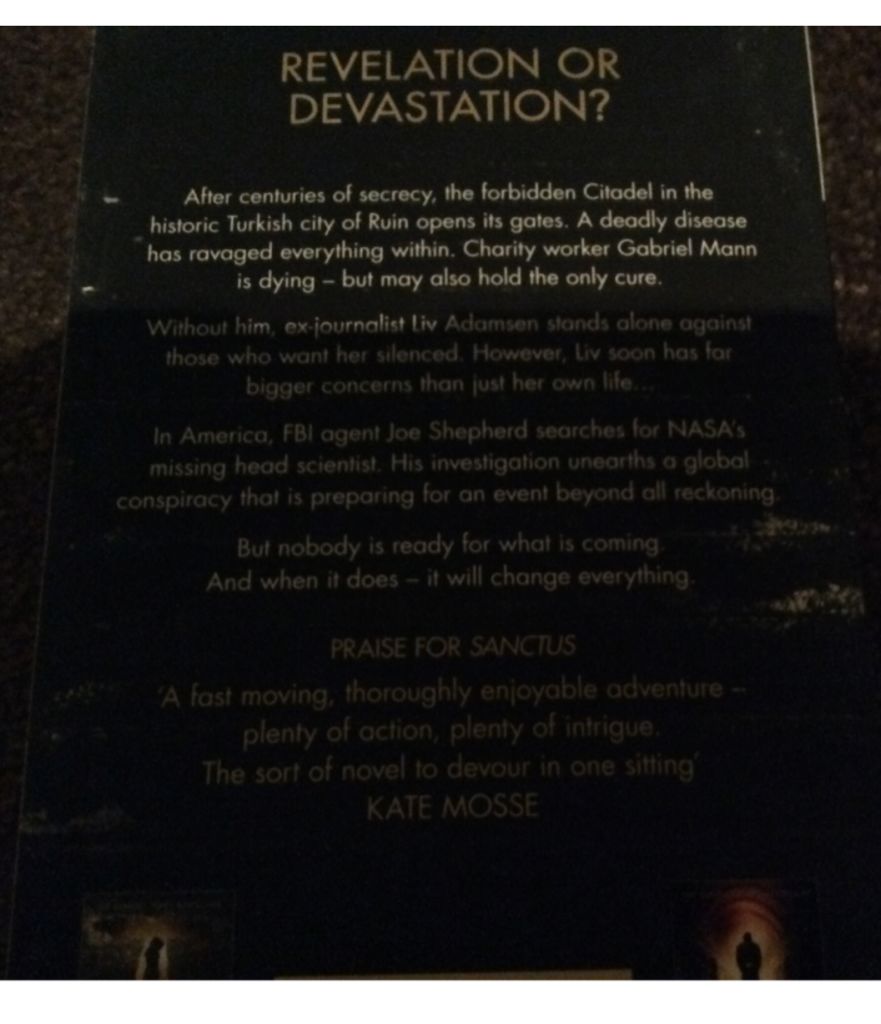 REVELATION OR
DEVASTATION?
After centuries of secrecy, the forbidden Citadel in the
historic Turkish city of Ruin opens its gates. A deadly disease
has ravaged everything within. Charity worker Gabriel Mann
is dying – but may also hold the only cure.
Without him, ex-journalist Liv Adamsen stands alone against
those who want her silenced. However, Liv soon has far
bigger concerns than just her own life...
In America, FBI agent Joe Shepherd searches for NASA's
missing head scientist. His investigation unearths a global
conspiracy that is preparing for an event beyond all reckoning.
But nobody is ready for what is coming.
And when it does – it will change everything.
PRAISE FOR SANCTUS
'A fast moving, thoroughly enjoyable adventure –
plenty of action, plenty of intrigue.
The sort of novel to devour in one sitting'
KATE MOSSE